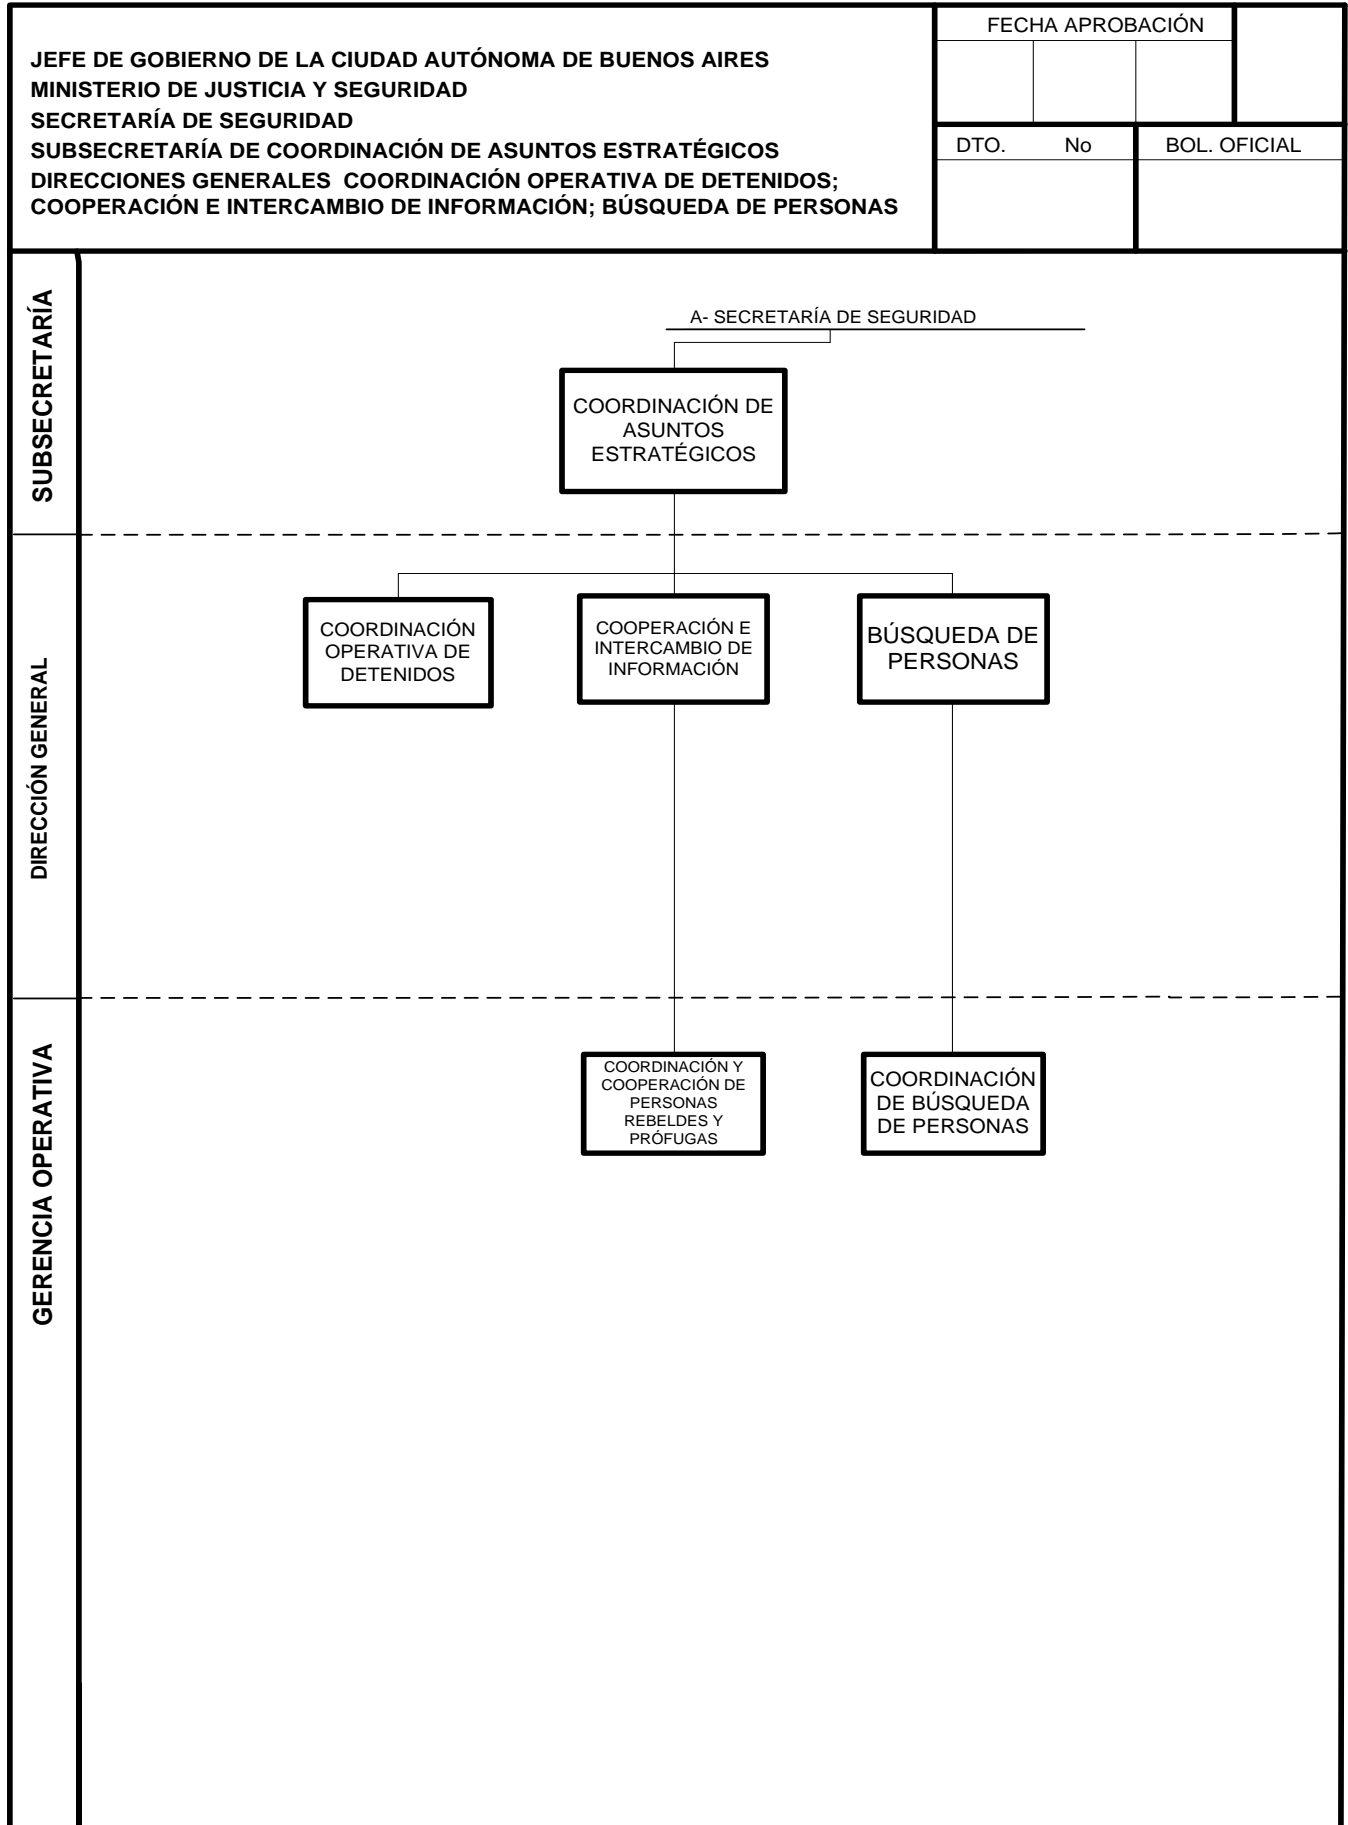 JEFE DE GOBIERNO DE LA CIUDAD AUTÓNOMA DE BUENOS AIRES
MINISTERIO DE JUSTICIA Y SEGURIDAD
SECRETARÍA DE SEGURIDAD
SUBSECRETARÍA DE COORDINACIÓN DE ASUNTOS ESTRATÉGICOS
DIRECCIONES GENERALES  COORDINACIÓN OPERATIVA DE DETENIDOS;
COOPERACIÓN E INTERCAMBIO DE INFORMACIÓN; BÚSQUEDA DE PERSONAS
FECHA APROBACIÓN
DTO. No
BOL. OFICIAL
SUBSECRETARÍA
A- SECRETARÍA DE SEGURIDAD
COORDINACIÓN DE
ASUNTOS
ESTRATÉGICOS
DIRECCIÓN GENERAL
COORDINACIÓN
OPERATIVA DE
DETENIDOS
COOPERACIÓN E
INTERCAMBIO DE
INFORMACIÓN
BÚSQUEDA DE
PERSONAS
GERENCIA OPERATIVA
COORDINACIÓN Y
COOPERACIÓN DE
PERSONAS
REBELDES Y
PRÓFUGAS
COORDINACIÓN
DE BÚSQUEDA
DE PERSONAS